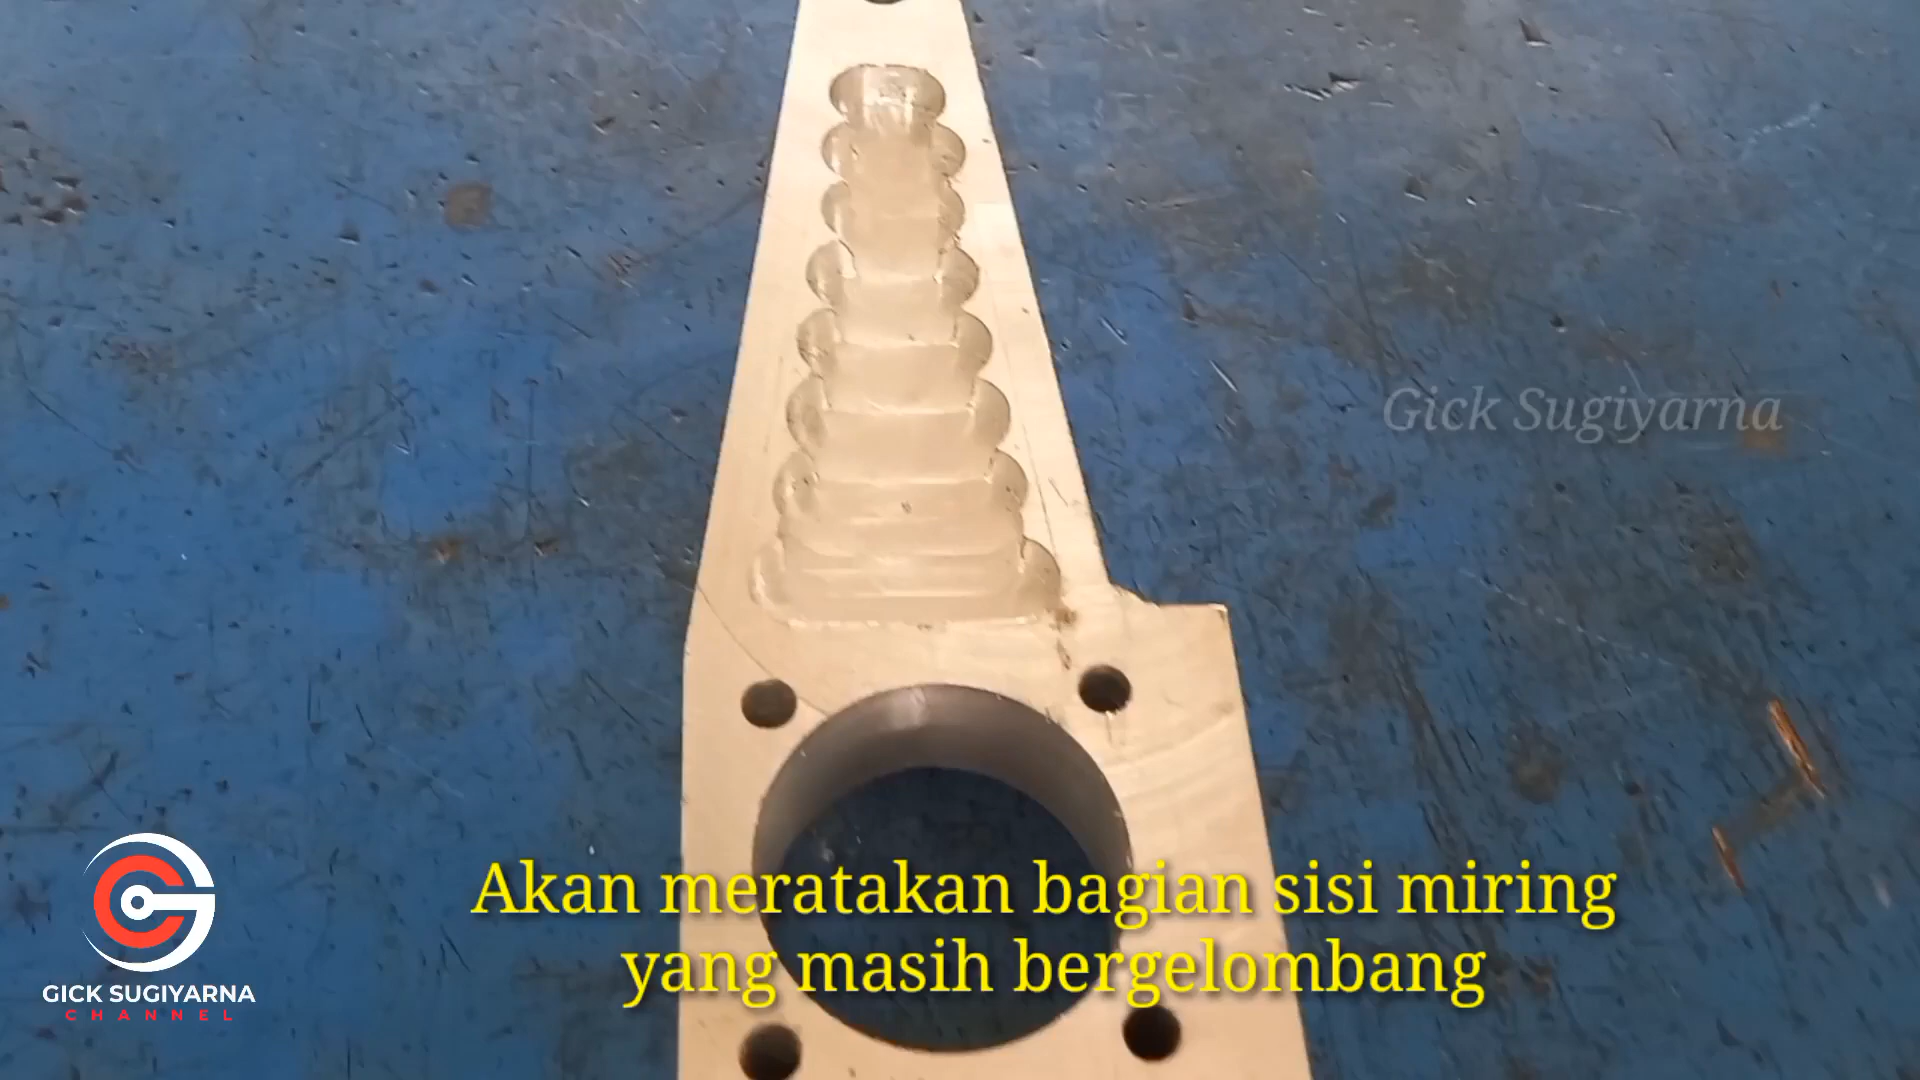 Gick Sugiyarna
Akan meratakan bagian sisi miring
yang masih bergelombang
GICK SUGIYARNA
CHANNEL